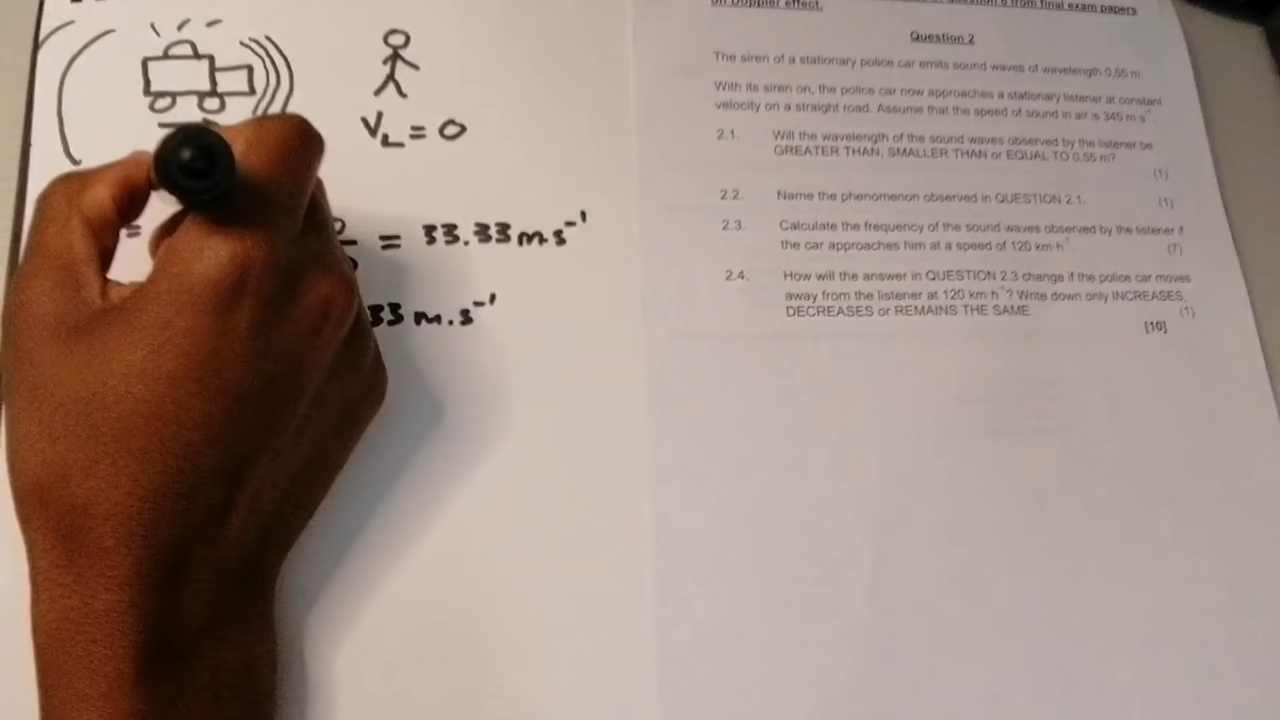 V_L = 0
= 33.33 m.s⁻¹
33 m.s⁻¹
from final exam papers
on Doppler effect.
Question 2
The siren of a stationary police car emits sound waves of wavelength 0,55 m.
With its siren on, the police car now approaches a stationary listener at constant
velocity on a straight road. Assume that the speed of sound in air is 345 m·s⁻¹.
2.1. Will the wavelength of the sound waves observed by the listener be
GREATER THAN, SMALLER THAN or EQUAL TO 0,55 m?
(1)
2.2. Name the phenomenon observed in QUESTION 2.1. (1)
2.3. Calculate the frequency of the sound waves observed by the listener if
the car approaches him at a speed of 120 km·h⁻¹. (7)
2.4. How will the answer in QUESTION 2.3 change if the police car moves
away from the listener at 120 km·h⁻¹? Write down only INCREASES,
DECREASES or REMAINS THE SAME. (1)
[10]